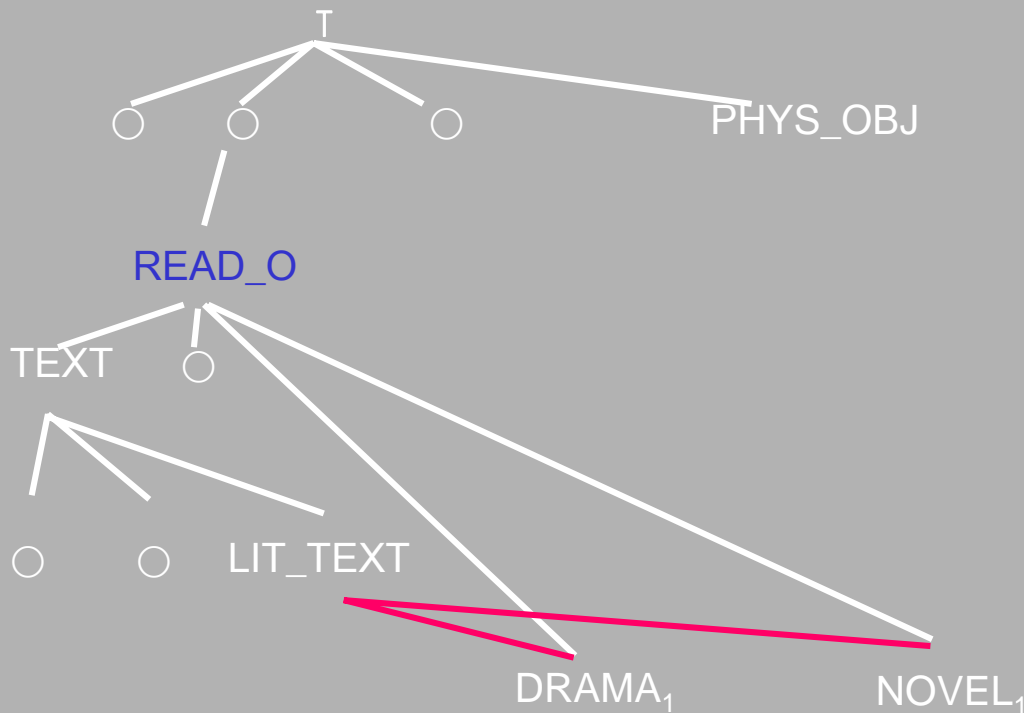 T
PHYS_OBJ
READ_O
TEXT
LIT_TEXT
DRAMA₁
NOVEL₁